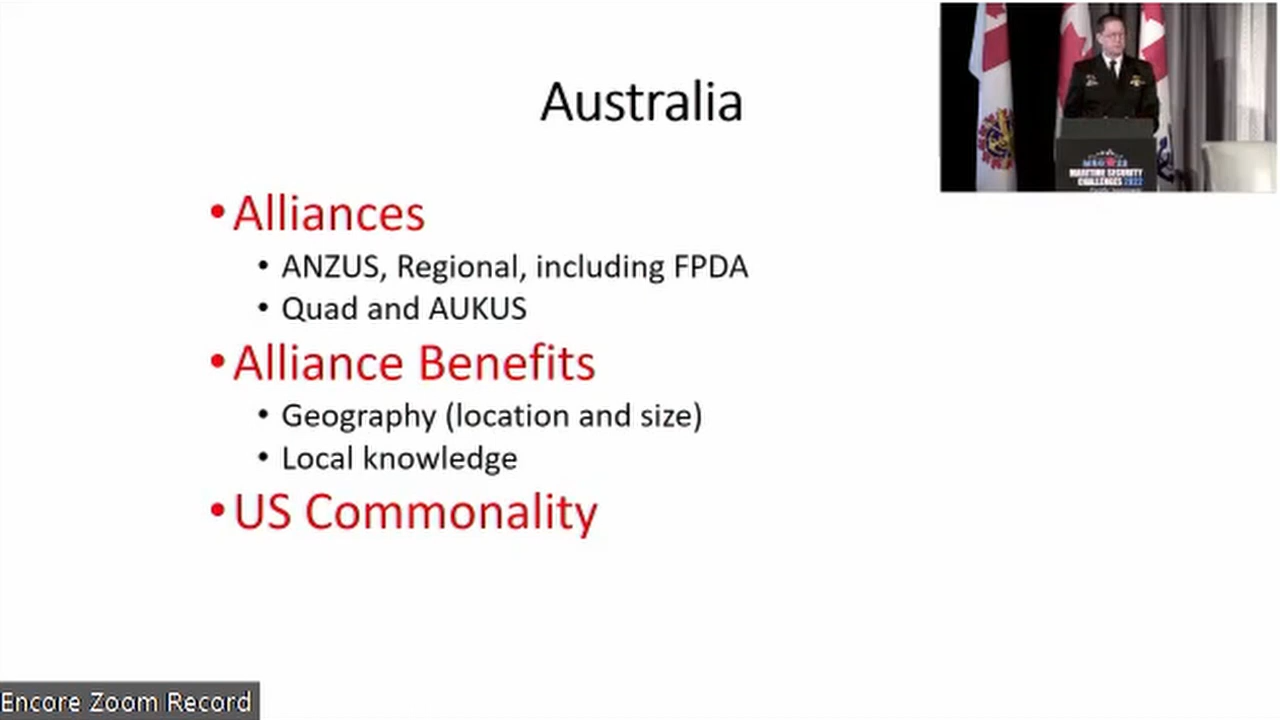 Australia
•Alliances
• ANZUS, Regional, including FPDA
• Quad and AUKUS
•Alliance Benefits
• Geography (location and size)
• Local knowledge
•US Commonality
MARITIME SECURITY
CHALLENGES 2022
Encore Zoom Record